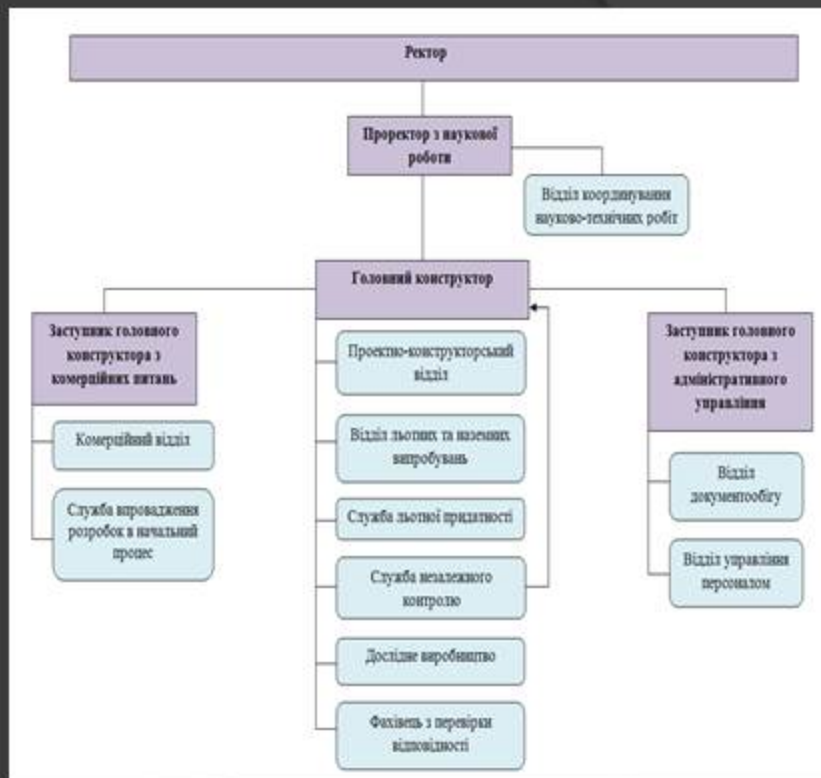 Ректор
Проректор з наукової
роботи
Відділ координування
науково-технічних робіт
Головний конструктор
Заступник головного
конструктора з
комерційних питань
Комерційний відділ
Служба впровадження
розробок в начальний
процес
Проектно-конструкторський
відділ
Відділ льотних та наземних
випробувань
Служба льотної придатності
Служба незалежного
контролю
Дослідне виробництво
Фахівець з перевірки
відповідності
Заступник головного
конструктора з
адміністративного
управління
Відділ
документообігу
Відділ управління
персоналом